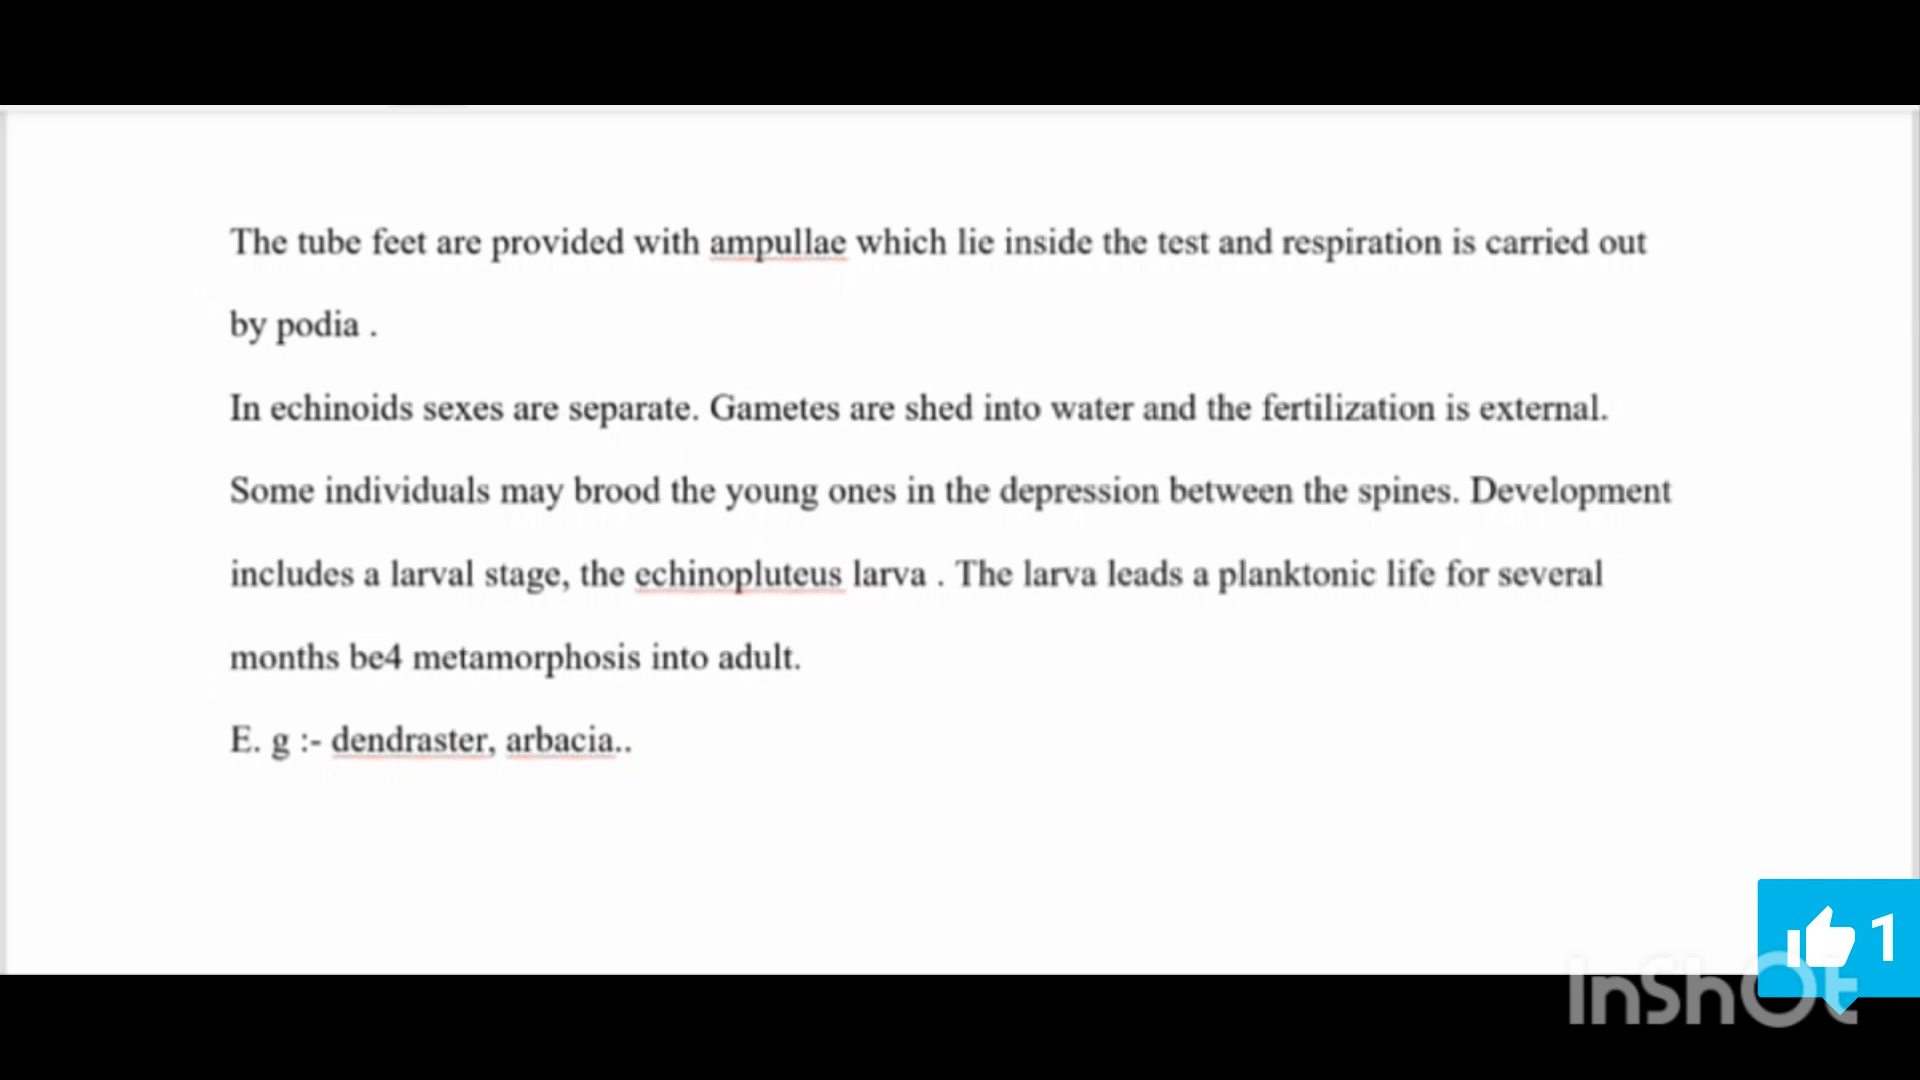 The tube feet are provided with ampullae which lie inside the test and respiration is carried out
by podia .
In echinoids sexes are separate. Gametes are shed into water and the fertilization is external.
Some individuals may brood the young ones in the depression between the spines. Development
includes a larval stage, the echinopluteus larva . The larva leads a planktonic life for several
months be4 metamorphosis into adult.
E. g :- dendraster, arbacia..
1
InShOt